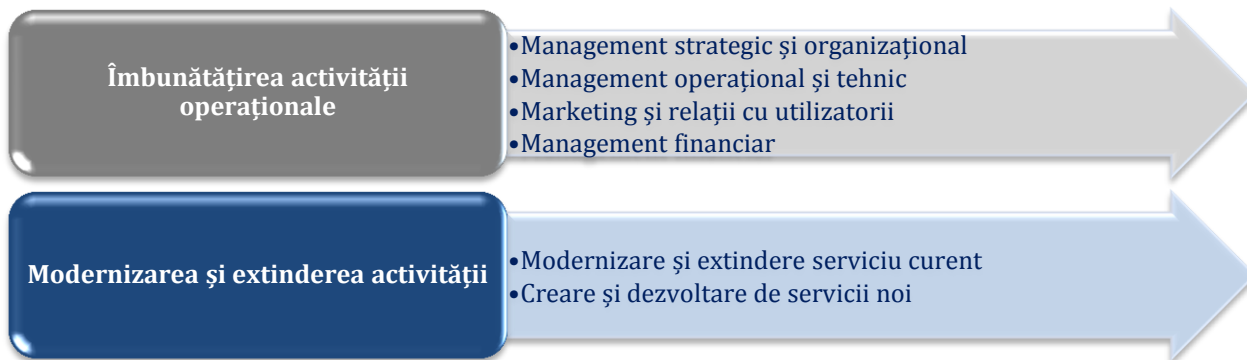 Îmbunătățirea activității
operaționale
•Management strategic și organizațional
•Management operațional și tehnic
•Marketing și relații cu utilizatorii
•Management financiar
Modernizarea și extinderea activității
•Modernizare și extindere serviciu curent
•Creare și dezvoltare de servicii noi